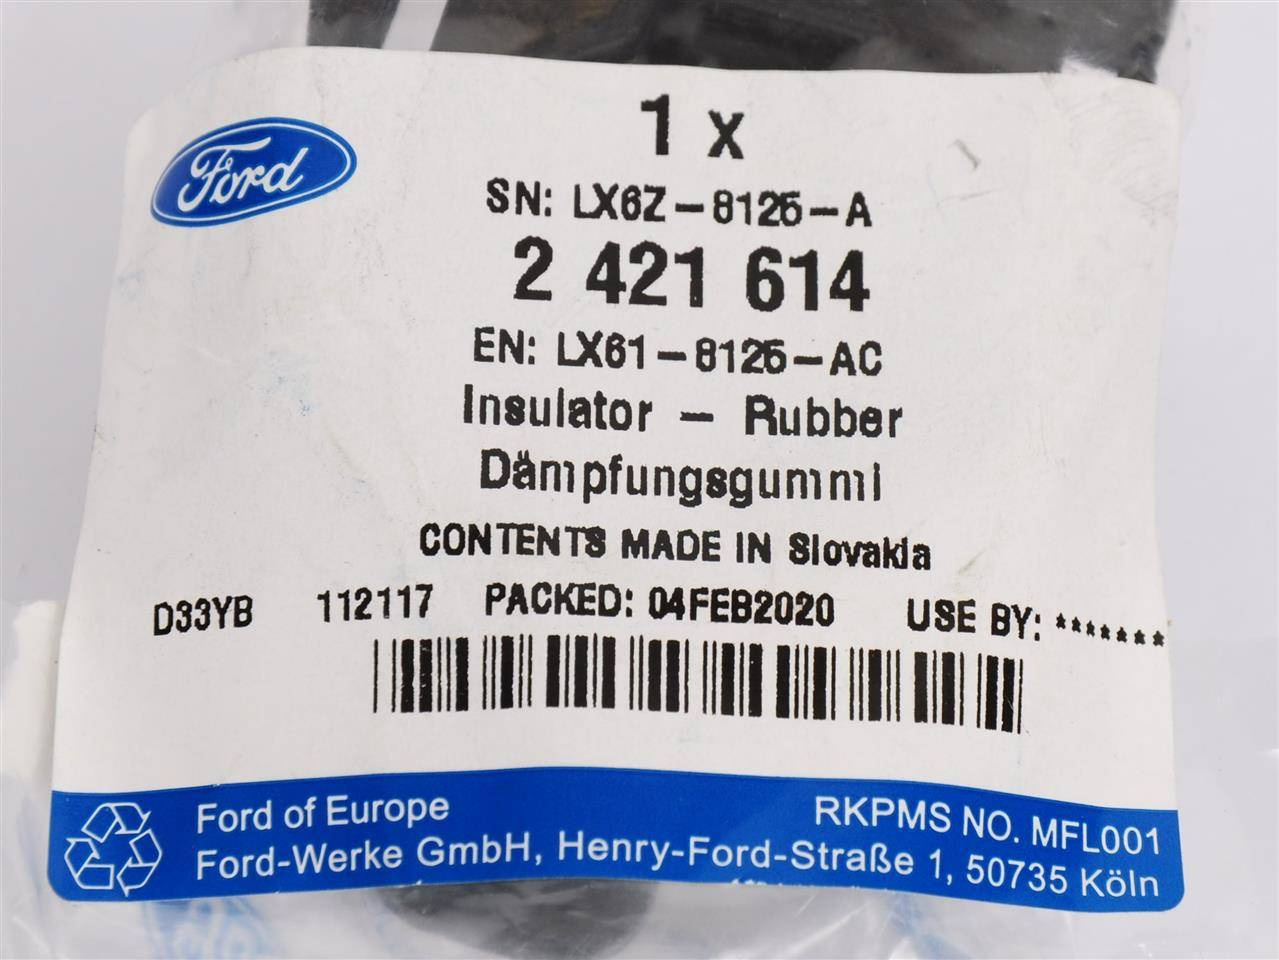 Ford
1 x
SN: LX6Z-8125-A
2 421 614
EN: LX61-8125-AC
Insulator - Rubber
Dämpfungsgummi
CONTENTS MADE IN Slovakia
D33YB 112117 PACKED: 04FEB2020 USE BY: *******
Ford of Europe RKPMS NO. MFL001
Ford-Werke GmbH, Henry-Ford-Straße 1, 50735 Köln